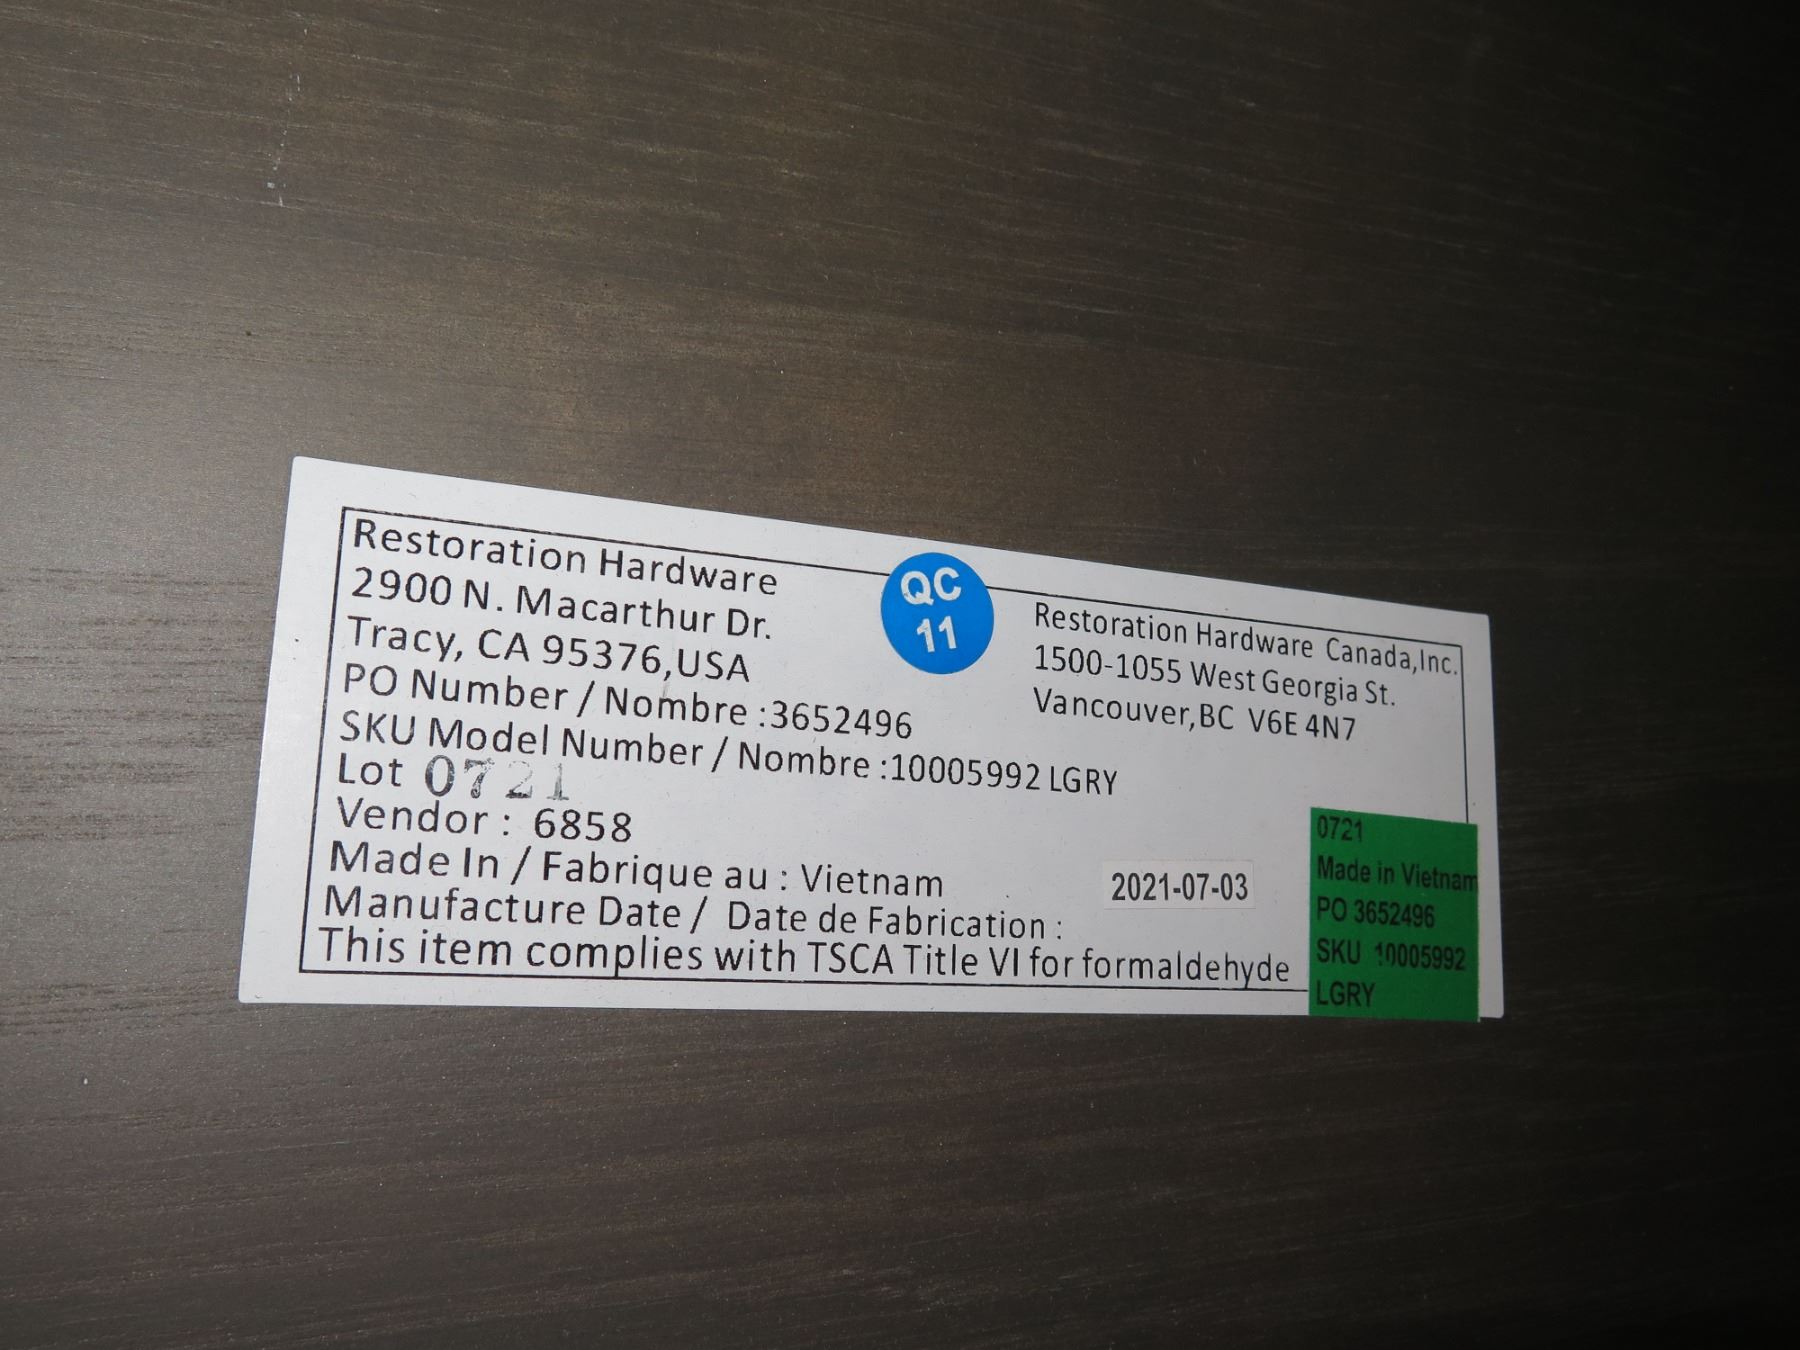 Restoration Hardware
2900 N. Macarthur Dr.
Tracy, CA 95376,USA
PO Number / Nombre :3652496
SKU Model Number / Nombre :10005992 LGRY
Lot 0721
Vendor : 6858
Made In / Fabrique au : Vietnam
Manufacture Date / Date de Fabrication :
2021-07-03
This item complies with TSCA Title VI for formaldehyde
QC
11
Restoration Hardware Canada,Inc.
1500-1055 West Georgia St.
Vancouver,BC V6E 4N7
0721
Made in Vietnam
PO 3652496
SKU 10005992
LGRY